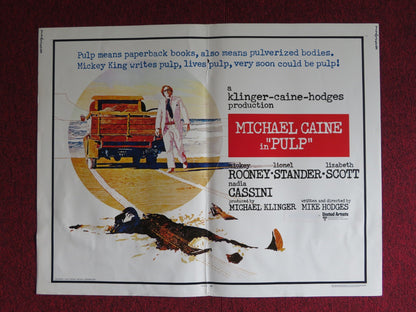 Pulp means paperback books, also means pulverized bodies.
Mickey King writes pulp, lives pulp, very soon could be pulp!
a
klinger-caine-hodges
production
MICHAEL CAINE
in "PULP"
mickey lionel lizabeth
ROONEY·STANDER·SCOTT
nadia
CASSINI
produced by written and directed by
MICHAEL KLINGER MIKE HODGES
United Artists